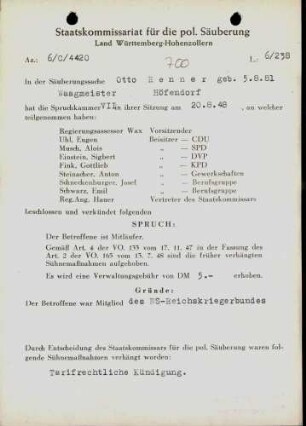 Staatskommissariat für die pol. Säuberung
Land Württemberg-Hohenzollern
Az.: 6/C/4420
700
L: 6/238
In der Säuberungssache Otto Renner geb. 5.8.81
Waagmeister Höfendorf
hat die Spruchkammer VII in ihrer Sitzung am 20.8.48, an welcher
teilgenommen haben:
Regierungsassessor Wax Vorsitzender
Uhl, Eugen Beisitzer — CDU
Masch, Alois „ — SPD
Einstein, Sigbert „ — DVP
Fink, Gottlieb „ — KPD
Steinacher, Anton „ — Gewerkschaften
Schneckenburger, Josef „ — Berufsgruppe
Schwarz, Emil „ — Berufsgruppe
Reg.Aug. Hauer Vertreter des Staatskommissars
beschlossen und verkündet folgenden
SPRUCH:
Der Betroffene ist Mitläufer.
Gemäß Art. 4 der VO. 133 vom 17. 11. 47 in der Fassung des
Art. 2 der VO. 165 vom 13. 7. 48 sind die früher verhängten
Sühnemaßnahmen aufgehoben.
Es wird eine Verwaltungsgebühr von DM 5.- erhoben.
Gründe:
Der Betroffene war Mitglied des NS-Reichskriegerbundes
Durch Entscheidung des Staatskommissars für die pol. Säuberung waren fol-
gende Sühnemaßnahmen verhängt worden:
Tarifrechtliche Kündigung.